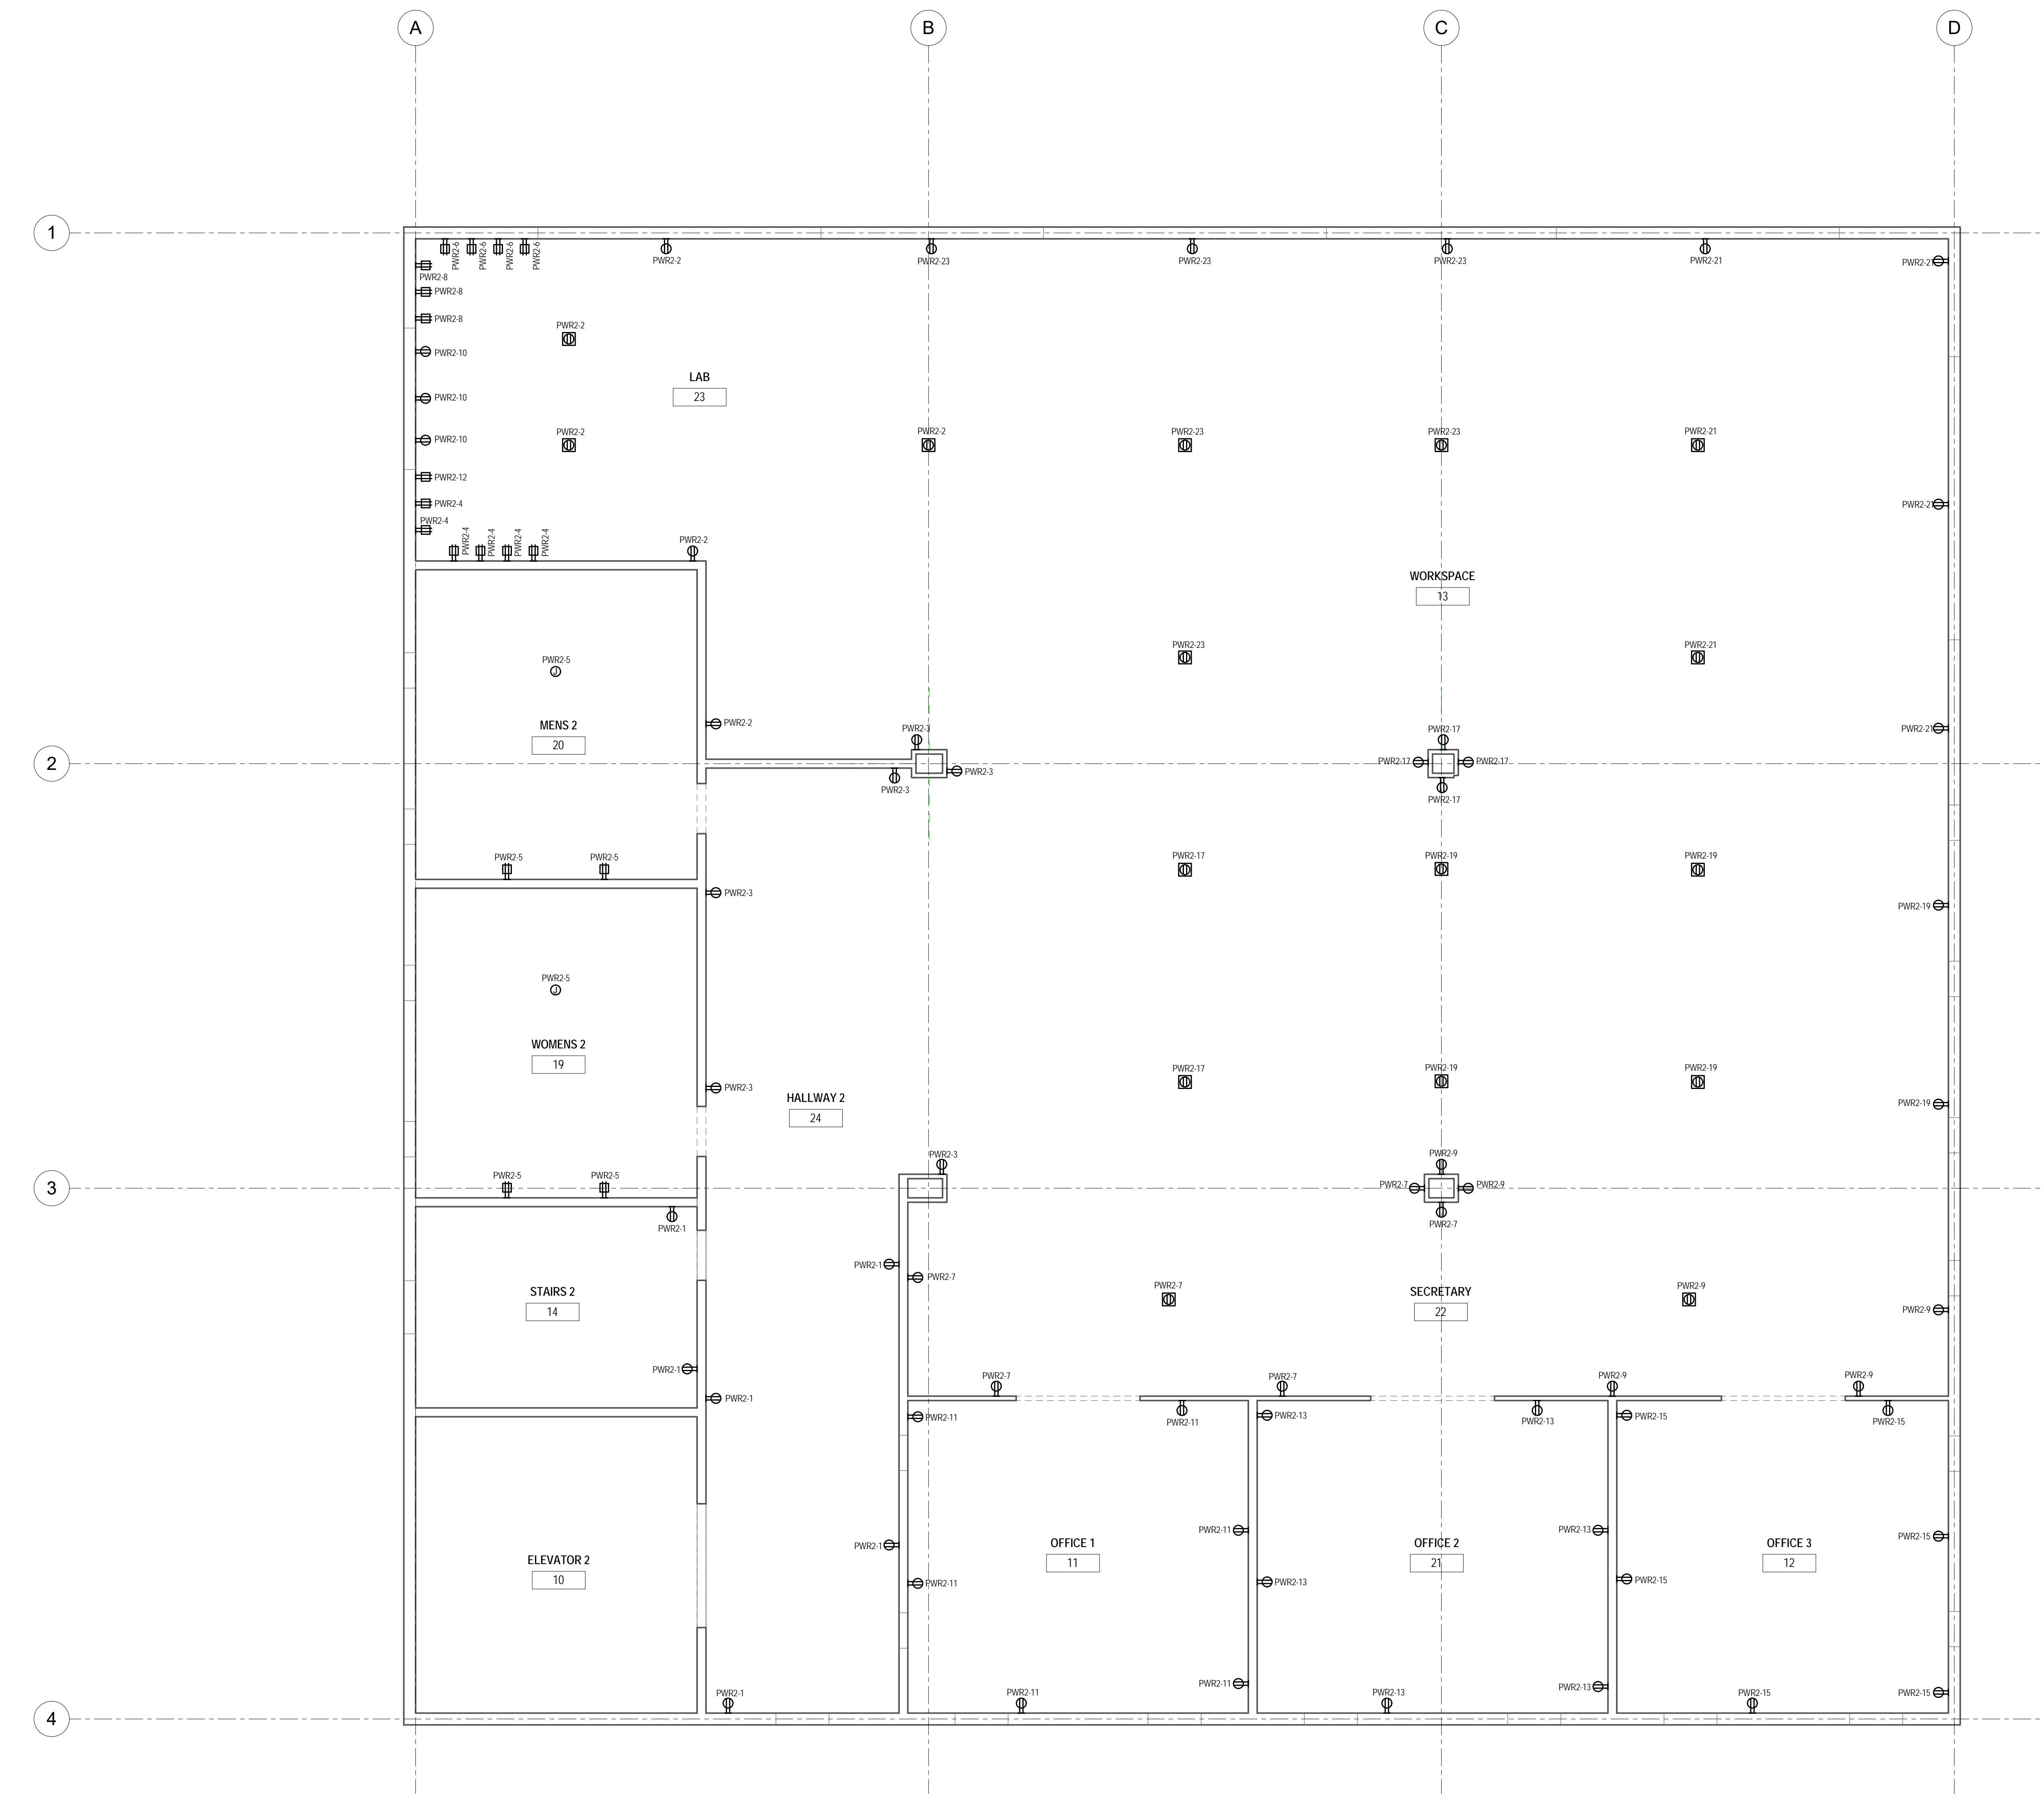 A
B
C
D
1
PWR2-6
PWR2-6
PWR2-6
PWR2-6
PWR2-2
PWR2-23
PWR2-23
PWR2-23
PWR2-21
PWR2-21
PWR2-8
PWR2-8
PWR2-8
PWR2-2
PWR2-10
LAB
23
PWR2-10
PWR2-10
PWR2-2
PWR2-2
PWR2-23
PWR2-23
PWR2-21
PWR2-12
PWR2-4
PWR2-21
PWR2-4
PWR2-4
PWR2-4
PWR2-4
PWR2-4
PWR2-2
WORKSPACE
13
PWR2-23
PWR2-21
PWR2-5
MENS 2
20
J
PWR2-2
PWR2-3
PWR2-17
PWR2-21
2
PWR2-3
PWR2-17
PWR2-17
PWR2-3
PWR2-17
PWR2-5
PWR2-5
PWR2-17
PWR2-19
PWR2-19
PWR2-3
PWR2-19
PWR2-5
J
WOMENS 2
19
PWR2-17
PWR2-19
PWR2-19
PWR2-3
HALLWAY 2
24
PWR2-19
PWR2-3
PWR2-9
3
PWR2-5
PWR2-5
PWR2-7
PWR2-9
PWR2-1
PWR2-7
PWR2-1
PWR2-7
STAIRS 2
14
PWR2-7
SECRETARY
22
PWR2-9
PWR2-9
PWR2-1
PWR2-7
PWR2-7
PWR2-9
PWR2-9
PWR2-1
PWR2-11
PWR2-11
PWR2-13
PWR2-13
PWR2-15
PWR2-15
PWR2-1
PWR2-11
PWR2-13
PWR2-15
ELEVATOR 2
10
OFFICE 1
11
OFFICE 2
21
OFFICE 3
12
PWR2-11
PWR2-13
PWR2-15
PWR2-11
PWR2-13
PWR2-15
PWR2-1
PWR2-11
PWR2-13
PWR2-15
4